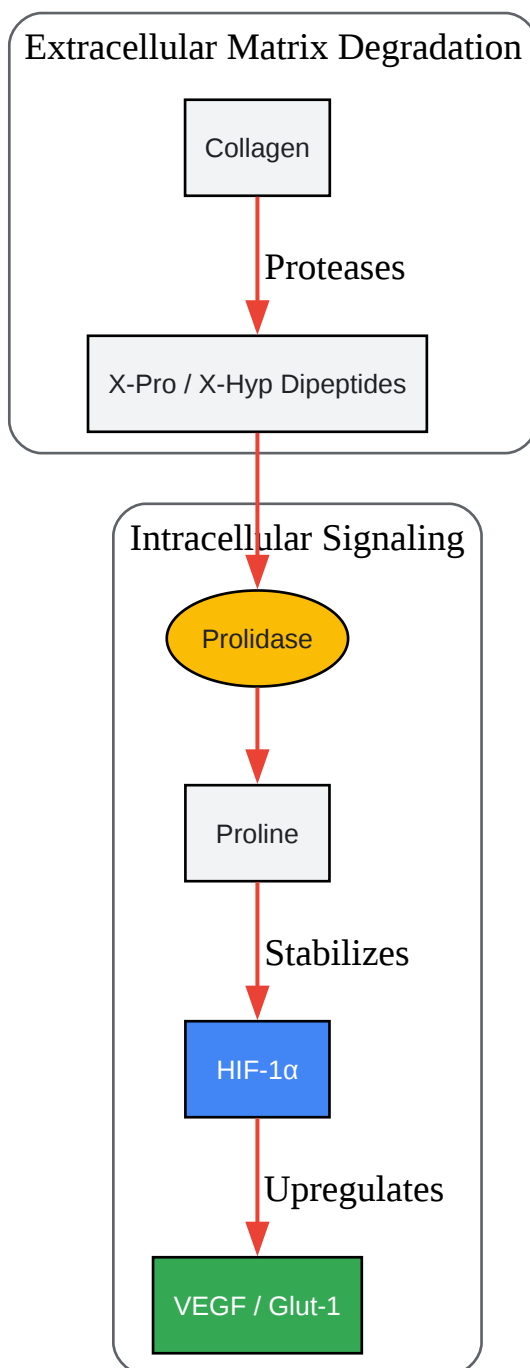 Extracellular Matrix Degradation
Collagen
Proteases
X-Pro / X-Hyp Dipeptides
Intracellular Signaling
Prolidase
Proline
Stabilizes
HIF-1α
Upregulates
VEGF / Glut-1